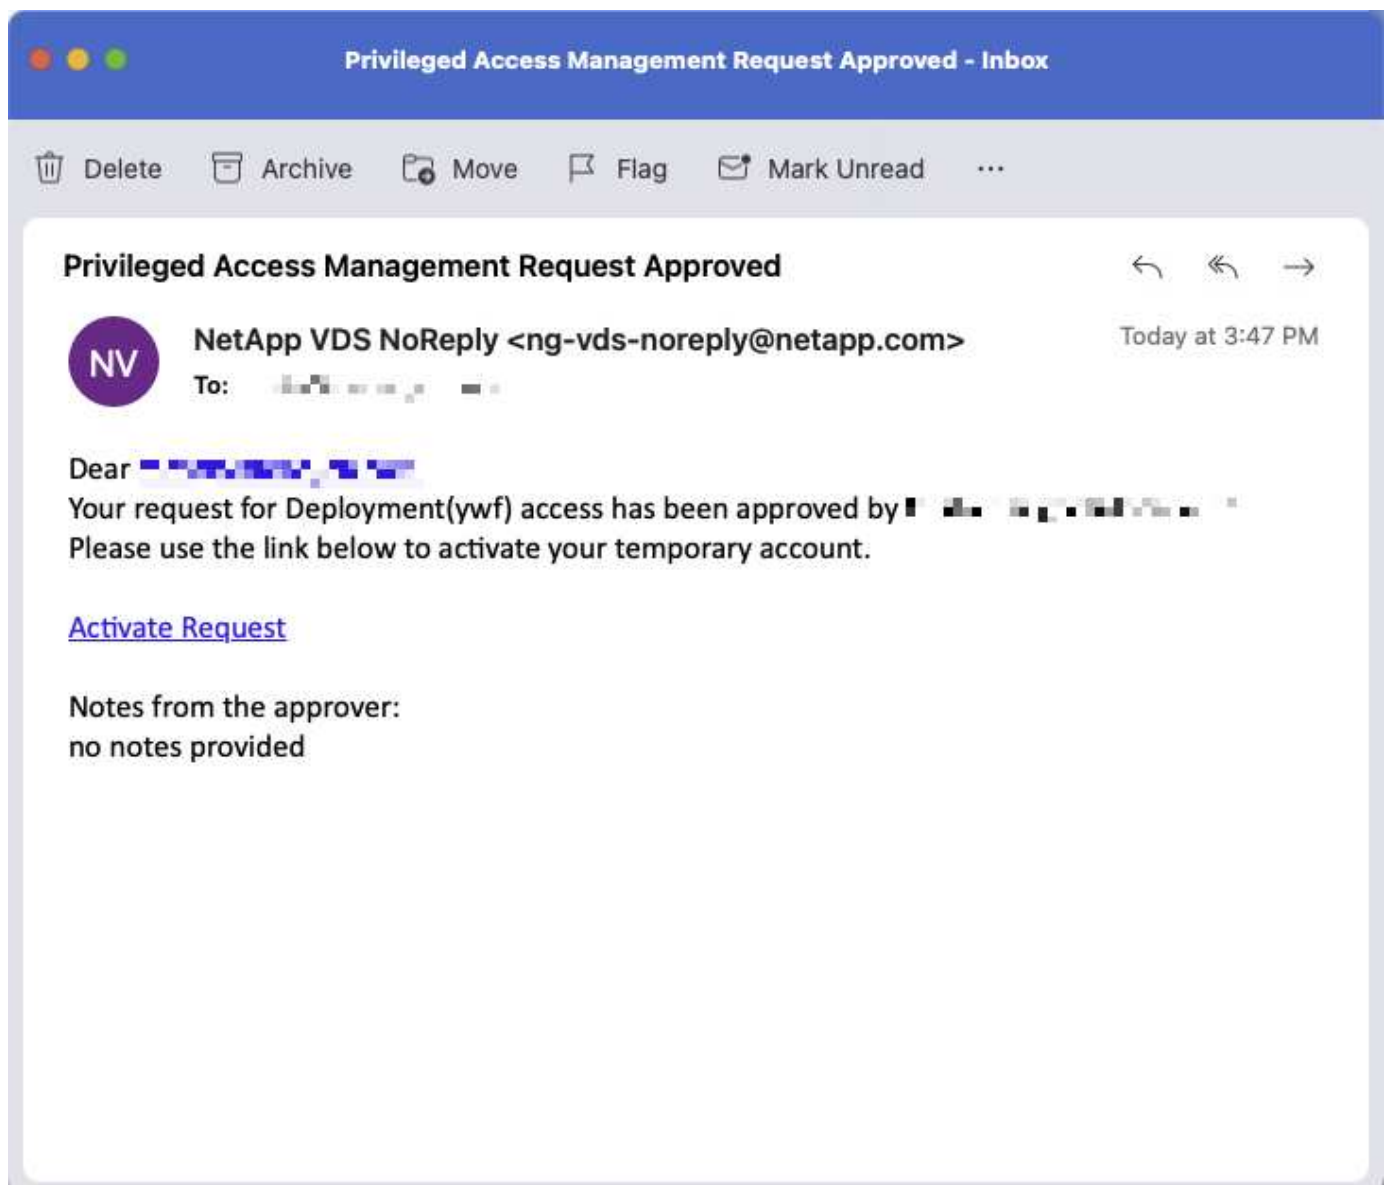 Privileged Access Management Request Approved - Inbox
Delete Archive Move Flag Mark Unread ...
Privileged Access Management Request Approved
NV
NetApp VDS NoReply <ng-vds-noreply@netapp.com>
Today at 3:47 PM
To:
Dear
Your request for Deployment(ywf) access has been approved by
Please use the link below to activate your temporary account.
Activate Request
Notes from the approver:
no notes provided